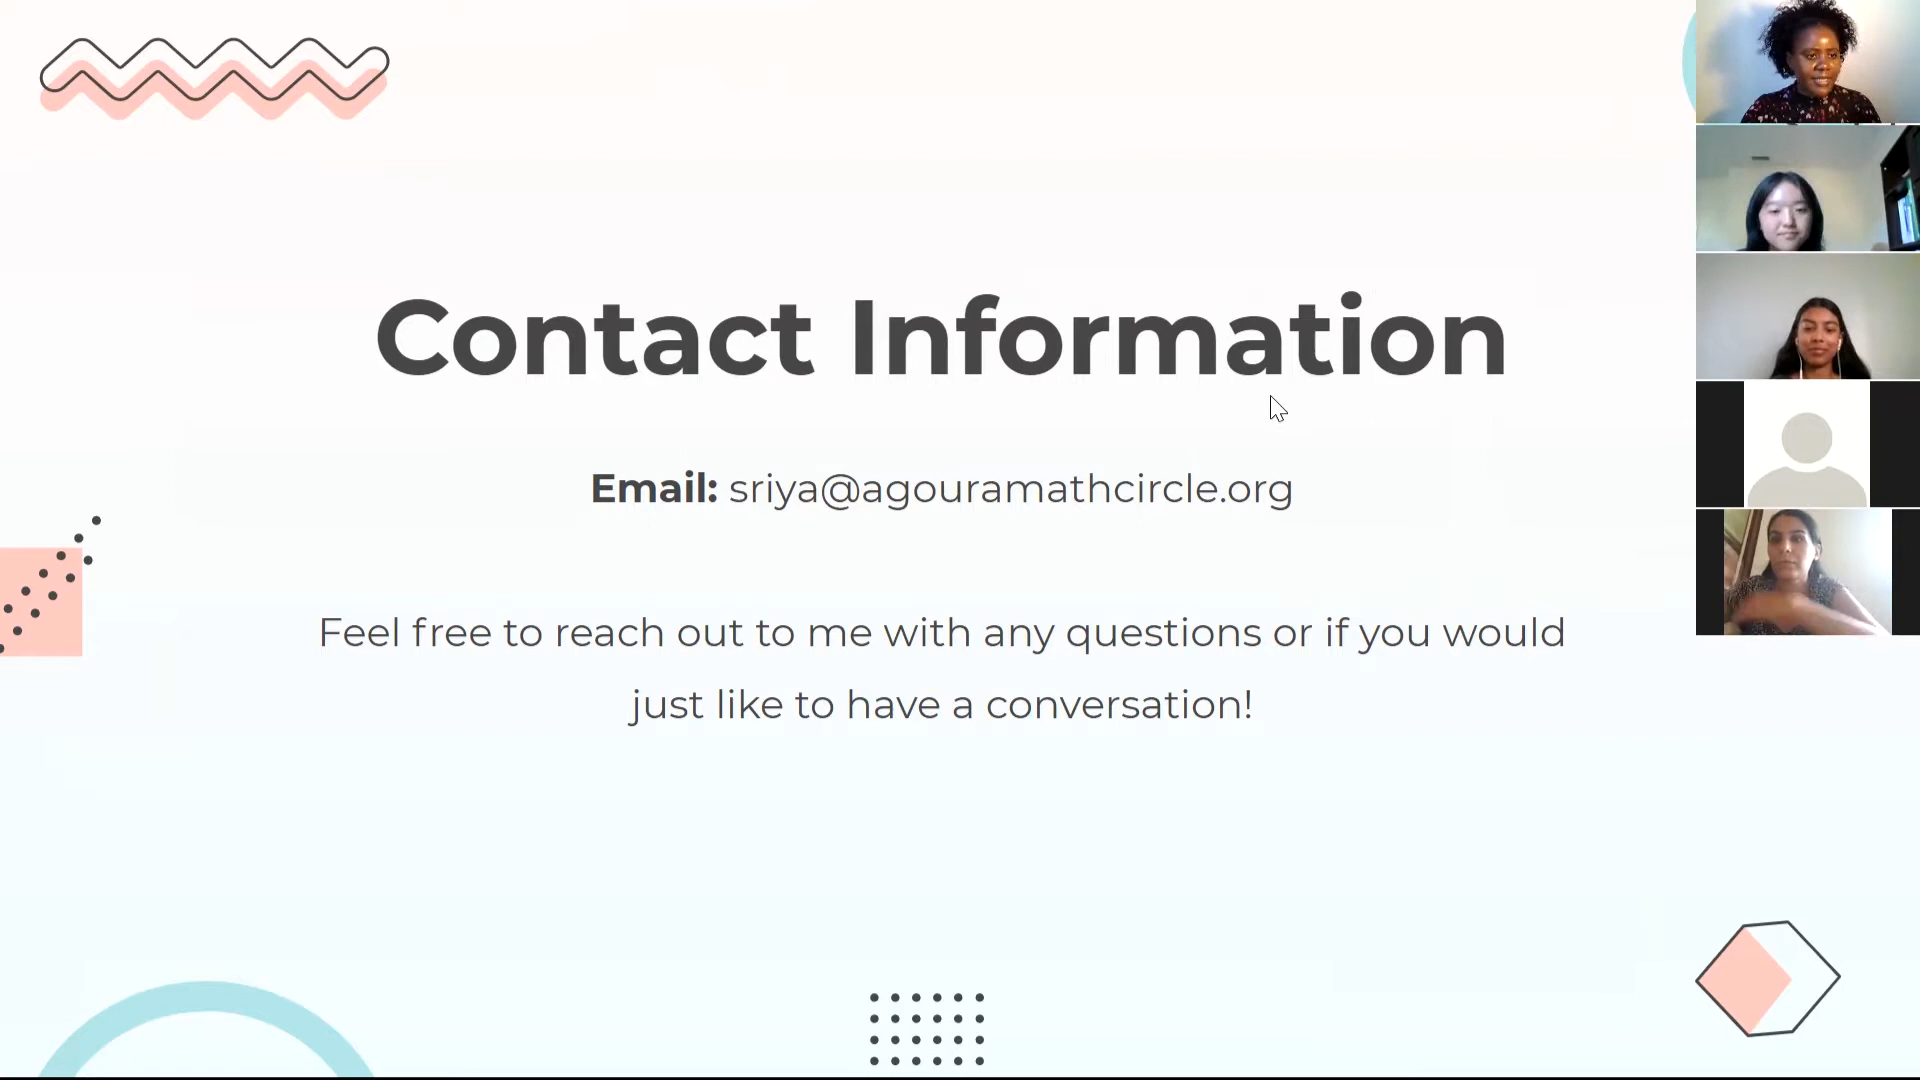 Contact Information
Email: sriya@agouramathcircle.org
Feel free to reach out to me with any questions or if you would
just like to have a conversation!